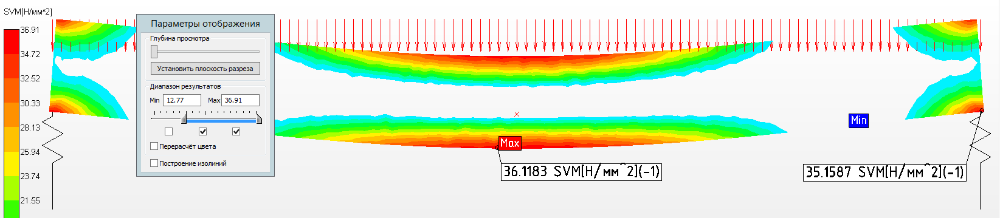 SVM[Н/мм^2]
36.91
34.72
32.52
30.33
28.13
25.94
23.74
21.55
Параметры отображения
Глубина просмотра
Установить плоскость разреза
Диапазон результатов
Min 12.77 Max 36.91
Перерасчёт цвета
Построение изолиний
Max
36.1183 SVM[Н/мм^2](-1)
Min
35.1587 SVM[Н/мм^2](-1)